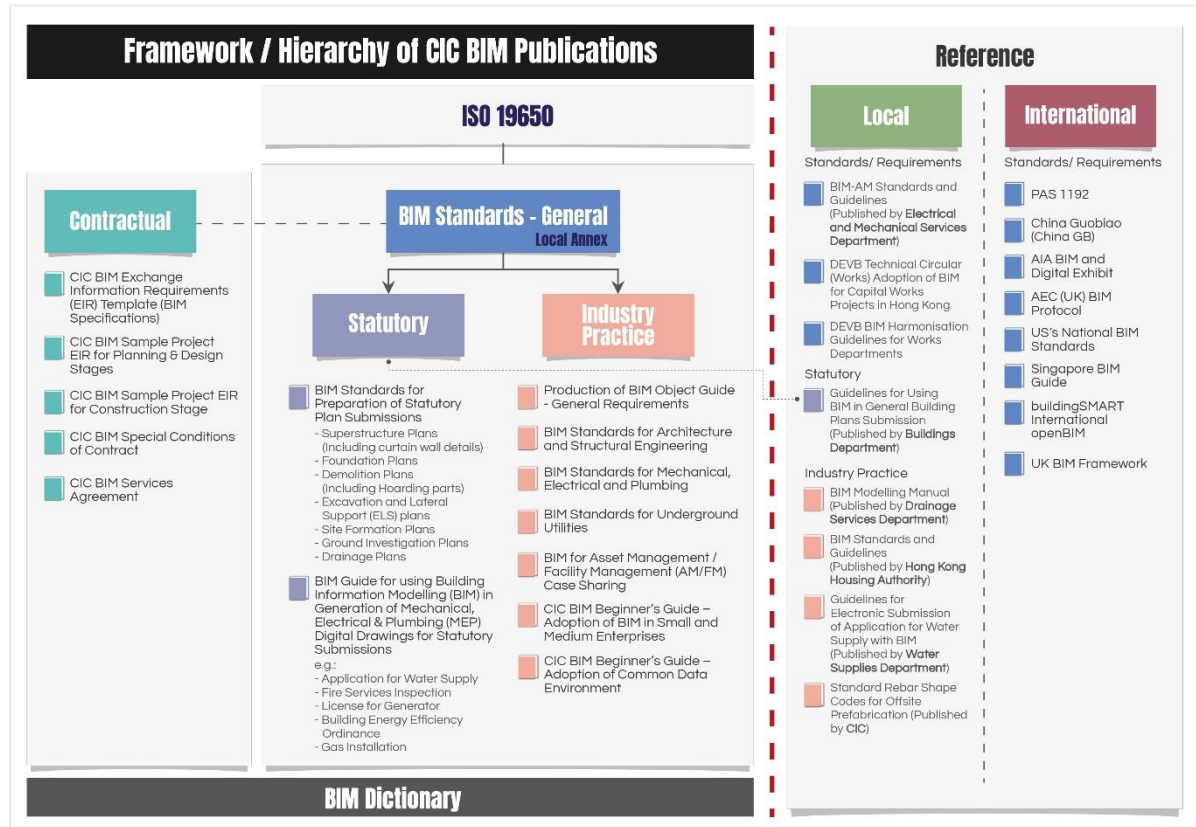 Framework / Hierarchy of CIC BIM Publications
ISO 19650
Contractual
CIC BIM Exchange
Information Requirements
(EIR) Template (BIM
Specifications)
CIC BIM Sample Project
EIR for Planning & Design
Stages
CIC BIM Sample Project EIR
for Construction Stage
CIC BIM Special Conditions
of Contract
CIC BIM Services
Agreement
BIM Standards - General
Local Annex
Statutory
BIM Standards for
Preparation of Statutory
Plan Submissions
- Superstructure Plans
(Including curtain wall details)
- Foundation Plans
- Demolition Plans
(Including Hoarding parts)
- Excavation and Lateral
Support (ELS) plans
- Site Formation Plans
- Ground Investigation Plans
- Drainage Plans
BIM Guide for using Building
Information Modelling (BIM) in
Generation of Mechanical,
Electrical & Plumbing (MEP)
Digital Drawings for Statutory
Submissions
e.g.:
- Application for Water Supply
- Fire Services Inspection
- License for Generator
- Building Energy Efficiency
Ordinance
- Gas Installation
Industry
Practice
Production of BIM Object Guide
- General Requirements
BIM Standards for Architecture
and Structural Engineering
BIM Standards for Mechanical,
Electrical and Plumbing
BIM Standards for Underground
Utilities
BIM for Asset Management /
Facility Management (AM/FM)
Case Sharing
CIC BIM Beginner's Guide –
Adoption of BIM in Small and
Medium Enterprises
CIC BIM Beginner's Guide –
Adoption of Common Data
Environment
BIM Dictionary
Reference
Local
Standards/ Requirements
BIM-AM Standards and
Guidelines
(Published by Electrical
and Mechanical Services
Department)
DEVB Technical Circular
(Works) Adoption of BIM
for Capital Works
Projects in Hong Kong
DEVB BIM Harmonisation
Guidelines for Works
Departments
Statutory
Guidelines for Using
BIM in General Building
Plans Submission
(Published by Buildings
Department)
Industry Practice
BIM Modelling Manual
(Published by Drainage
Services Department)
BIM Standards and
Guidelines
(Published by Hong Kong
Housing Authority)
Guidelines for
Electronic Submission
of Application for Water
Supply with BIM
(Published by Water
Supplies Department)
Standard Rebar Shape
Codes for Offsite
Prefabrication (Published
by CIC)
International
Standards/ Requirements
PAS 1192
China Guobiao
(China GB)
AIA BIM and
Digital Exhibit
AEC (UK) BIM
Protocol
US's National BIM
Standards
Singapore BIM
Guide
buildingSMART
International
openBIM
UK BIM Framework